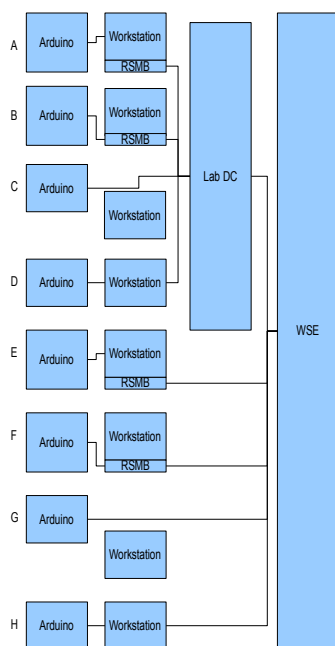 A
Arduino
Workstation
RSMB
B
Arduino
Workstation
RSMB
C
Arduino
Workstation
Lab DC
D
Arduino
Workstation
E
Arduino
Workstation
RSMB
WSE
F
Arduino
Workstation
RSMB
G
Arduino
Workstation
H
Arduino
Workstation